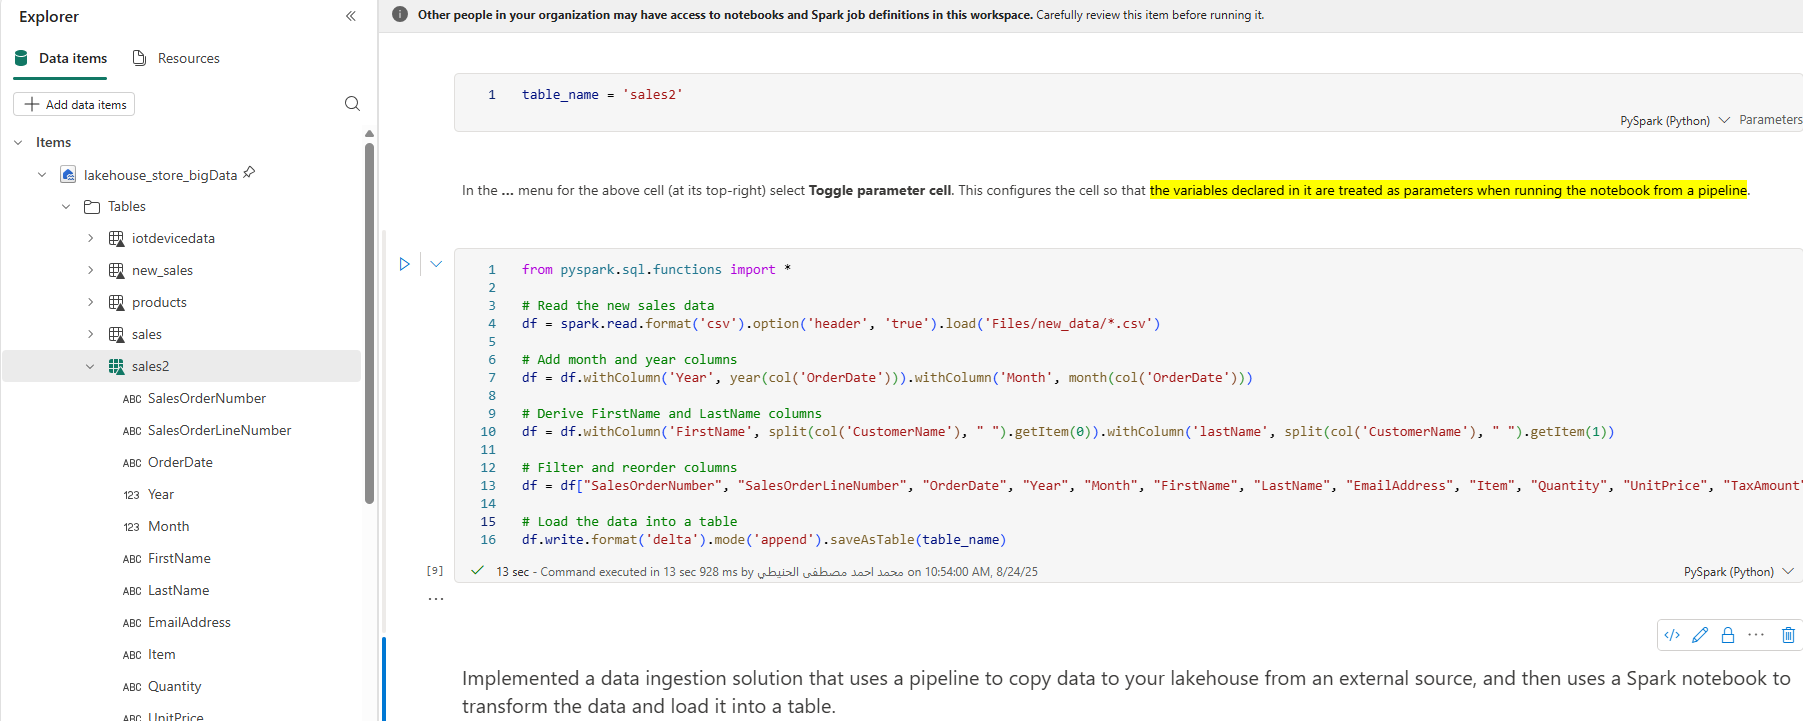 Explorer
Data items
Resources
Add data items
Items
lakehouse_store_bigData
Tables
iotdevicedata
new_sales
products
sales
sales2
ABC SalesOrderNumber
ABC SalesOrderLineNumber
ABC OrderDate
123 Year
123 Month
ABC FirstName
ABC LastName
ABC EmailAddress
ABC Item
ABC Quantity
ABC UnitPrice
Other people in your organization may have access to notebooks and Spark job definitions in this workspace. Carefully review this item before running it.
1 table_name = 'sales2'
PySpark (Python) Parameters
In the ... menu for the above cell (at its top-right) select Toggle parameter cell. This configures the cell so that the variables declared in it are treated as parameters when running the notebook from a pipeline.
1 from pyspark.sql.functions import *
2
3 # Read the new sales data
4 df = spark.read.format('csv').option('header', 'true').load('Files/new_data/*.csv')
5
6 # Add month and year columns
7 df = df.withColumn('Year', year(col('OrderDate'))).withColumn('Month', month(col('OrderDate')))
8
9 # Derive FirstName and LastName columns
10 df = df.withColumn('FirstName', split(col('CustomerName'), " ").getItem(0)).withColumn('lastName', split(col('CustomerName'), " ").getItem(1))
11
12 # Filter and reorder columns
13 df = df["SalesOrderNumber", "SalesOrderLineNumber", "OrderDate", "Year", "Month", "FirstName", "LastName", "EmailAddress", "Item", "Quantity", "UnitPrice", "TaxAmount"
14
15 # Load the data into a table
16 df.write.format('delta').mode('append').saveAsTable(table_name)
[9] 13 sec - Command executed in 13 sec 928 ms by محمد احمد مصطفى الحنيطي on 10:54:00 AM, 8/24/25
PySpark (Python)
Implemented a data ingestion solution that uses a pipeline to copy data to your lakehouse from an external source, and then uses a Spark notebook to
transform the data and load it into a table.